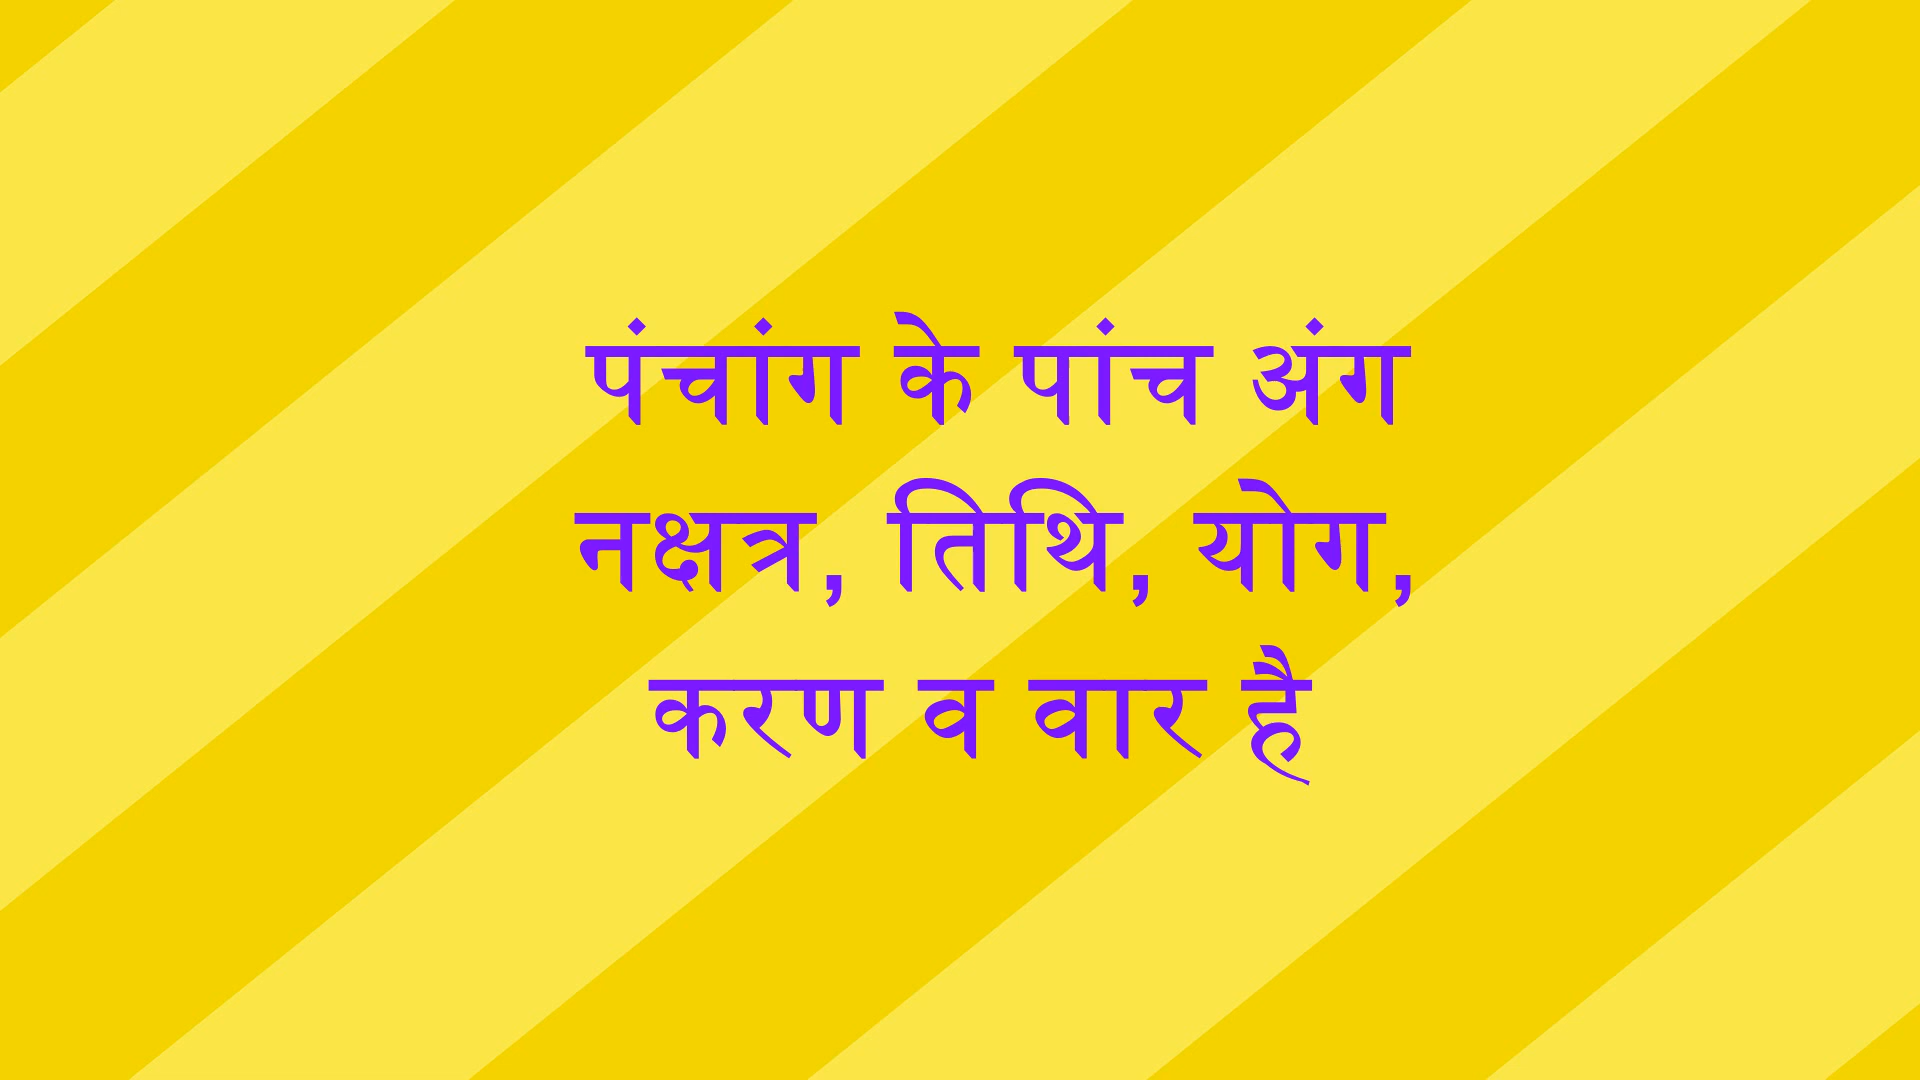 पंचांग के पांच अंग
नक्षत्र, तिथि, योग,
करण व वार है